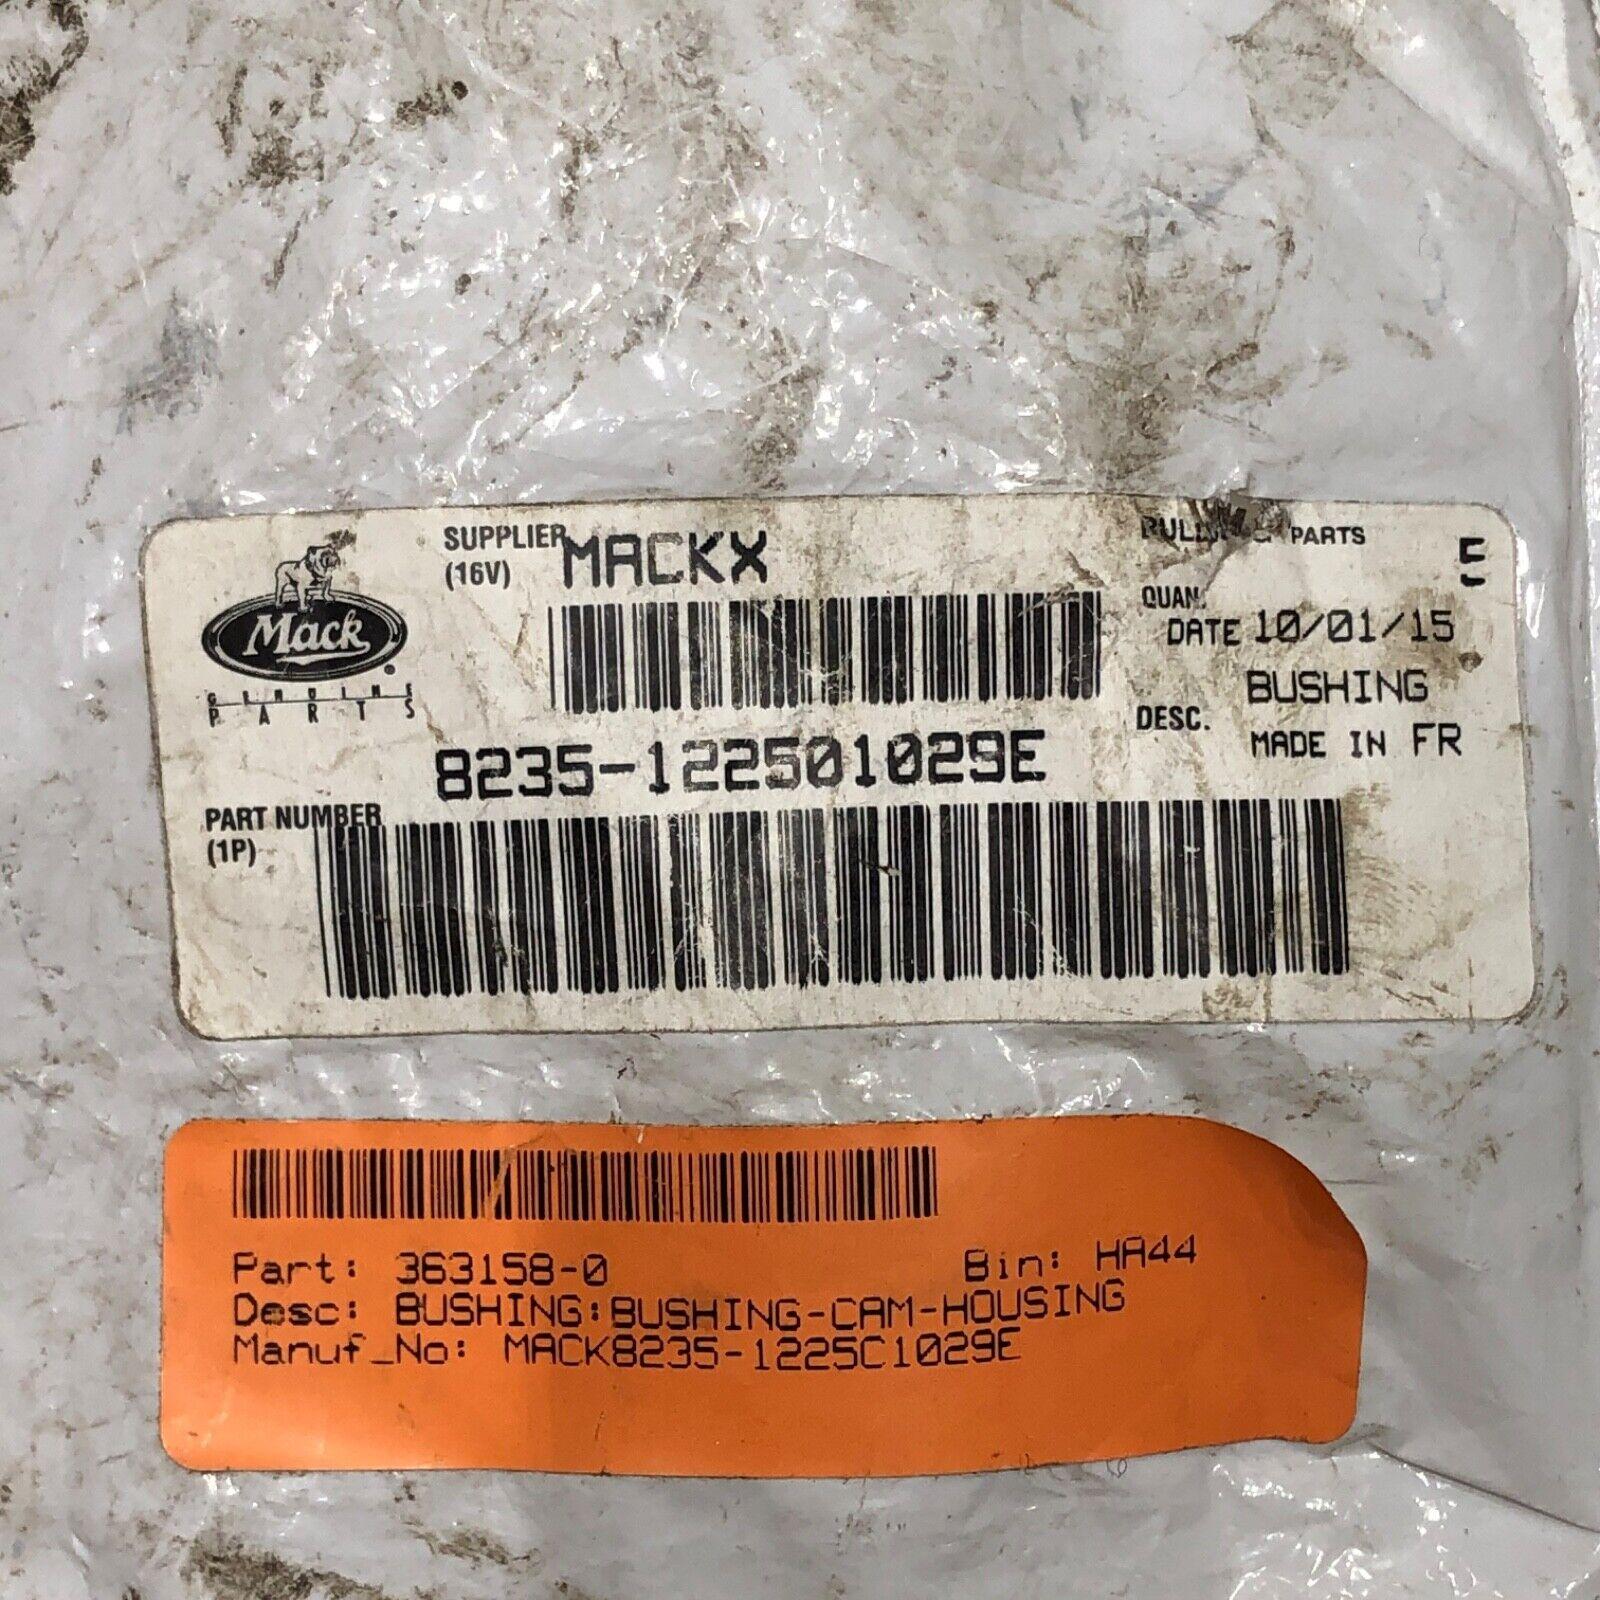 Mack
GENUINE
PARTS
SUPPLIER
(16V)
MACKX
PARTS
QUAN.
DATE 10/01/15
BUSHING
DESC.
MADE IN FR
8235-122501029E
PART NUMBER
(1P)
Part: 363158-0 Bin: HA44
Desc: BUSHING:BUSHING-CAM-HOUSING
Manuf_No: MACK8235-1225C1029E